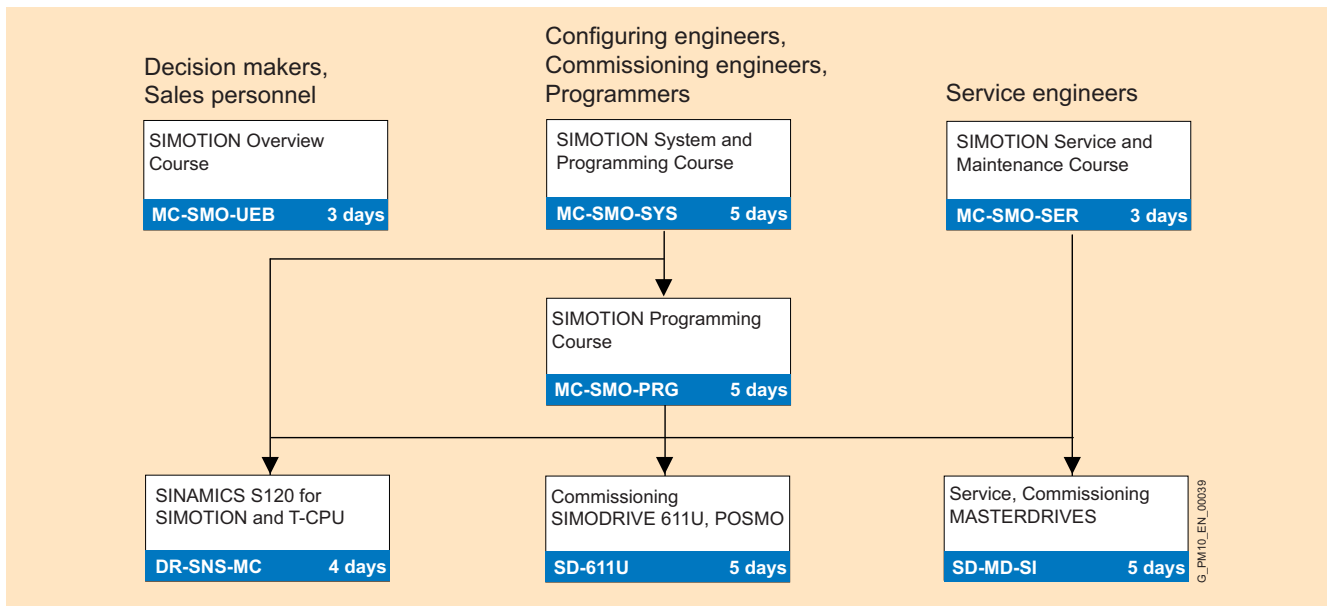 Decision makers,
Sales personnel
Configuring engineers,
Commissioning engineers,
Programmers
Service engineers
SIMOTION Overview
Course
MC-SMO-UEB 3 days
SIMOTION System and
Programming Course
MC-SMO-SYS 5 days
SIMOTION Service and
Maintenance Course
MC-SMO-SER 3 days
SIMOTION Programming
Course
MC-SMO-PRG 5 days
SINAMICS S120 for
SIMOTION and T-CPU
DR-SNS-MC 4 days
Commissioning
SIMODRIVE 611U, POSMO
SD-611U 5 days
Service, Commissioning
MASTERDRIVES
SD-MD-SI 5 days
G_PM10_EN_00039